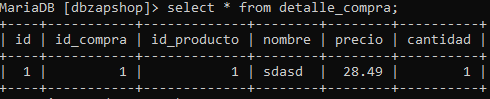 MariaDB [dbzapshop]> select * from detalle_compra;
+----+-----------+-------------+--------+--------+----------+
| id | id_compra | id_producto | nombre | precio | cantidad |
+----+-----------+-------------+--------+--------+----------+
|  1 |         1 |           1 | sdasd  |  28.49 |        1 |
+----+-----------+-------------+--------+--------+----------+